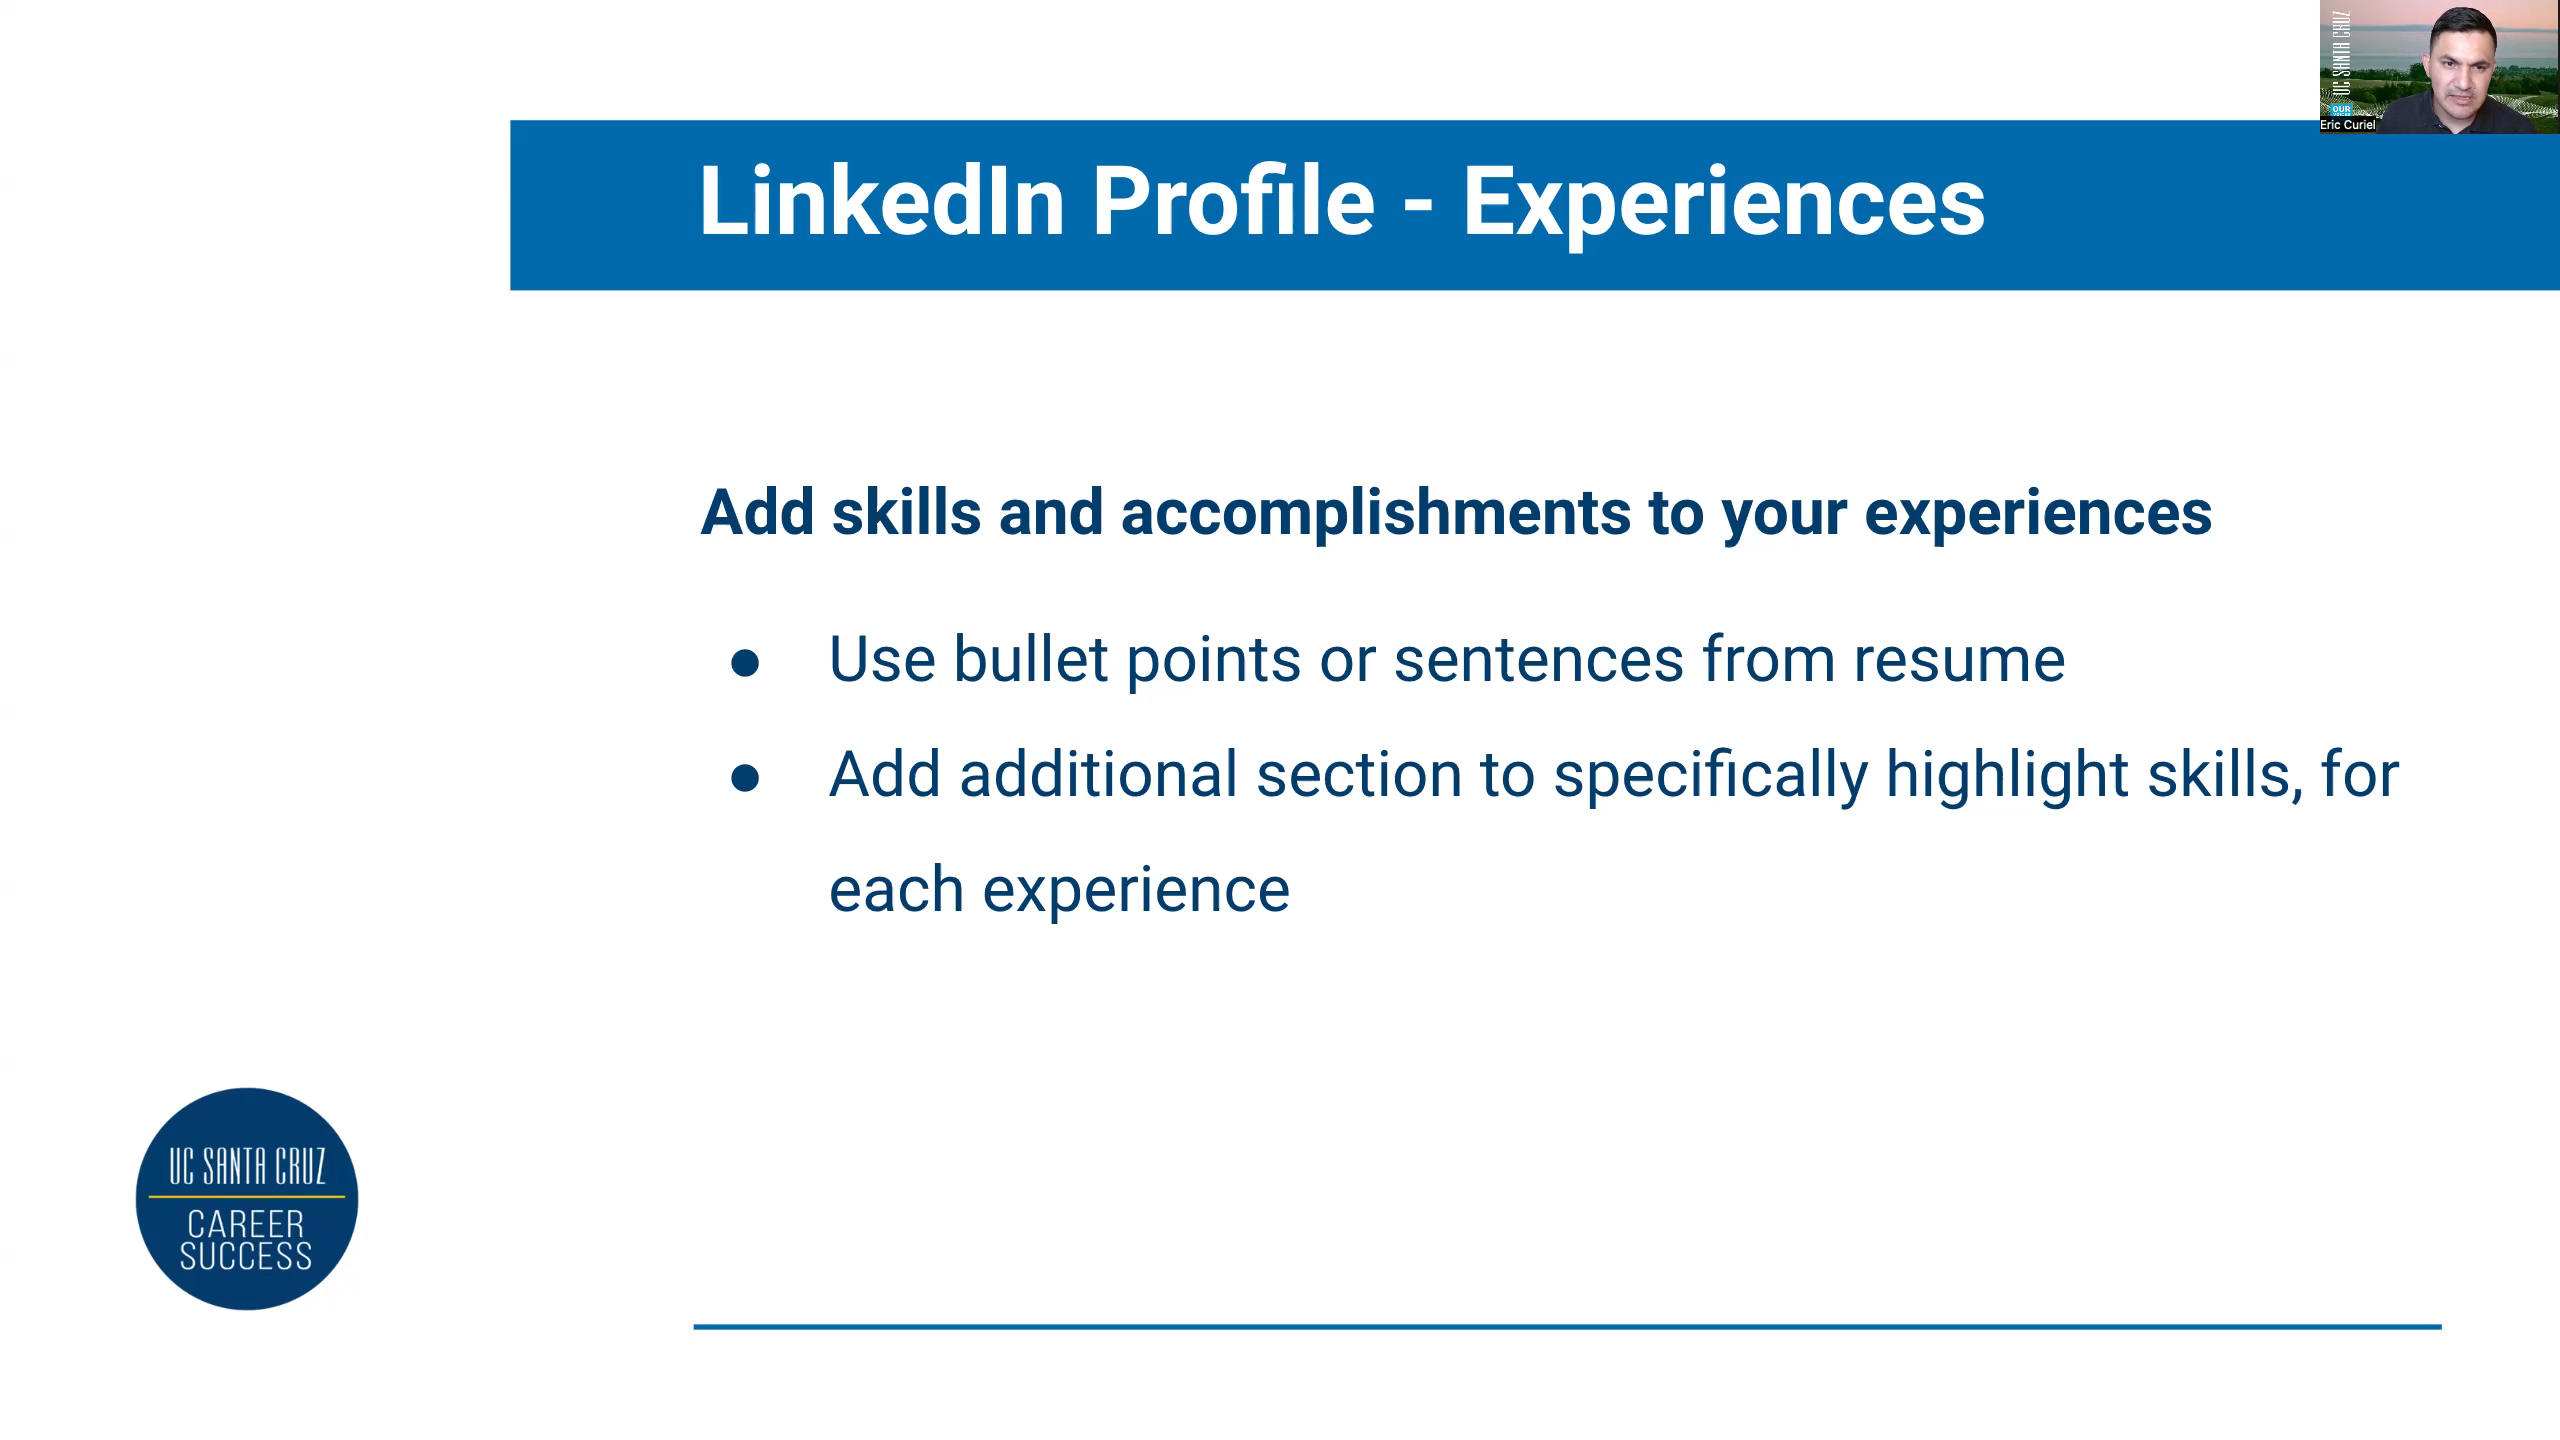 UC SANTA CRUZ
OUR
Eric Curiel
LinkedIn Profile - Experiences
Add skills and accomplishments to your experiences
● Use bullet points or sentences from resume
● Add additional section to specifically highlight skills, for
each experience
UC SANTA CRUZ
CAREER
SUCCESS